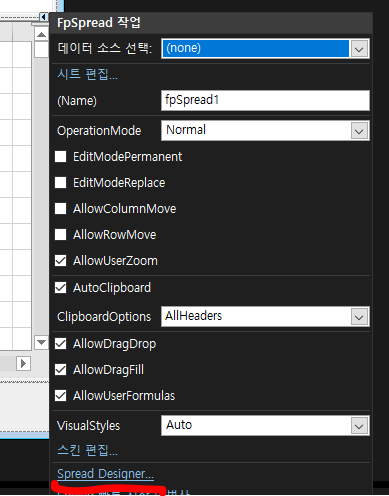 FpSpread 작업
데이터 소스 선택: (none)
시트 편집...
(Name) fpSpread1
OperationMode Normal
EditModePermanent
EditModeReplace
AllowColumnMove
AllowRowMove
AllowUserZoom
AutoClipboard
ClipboardOptions AllHeaders
AllowDragDrop
AllowDragFill
AllowUserFormulas
VisualStyles Auto
스킨 편집...
Spread Designer...